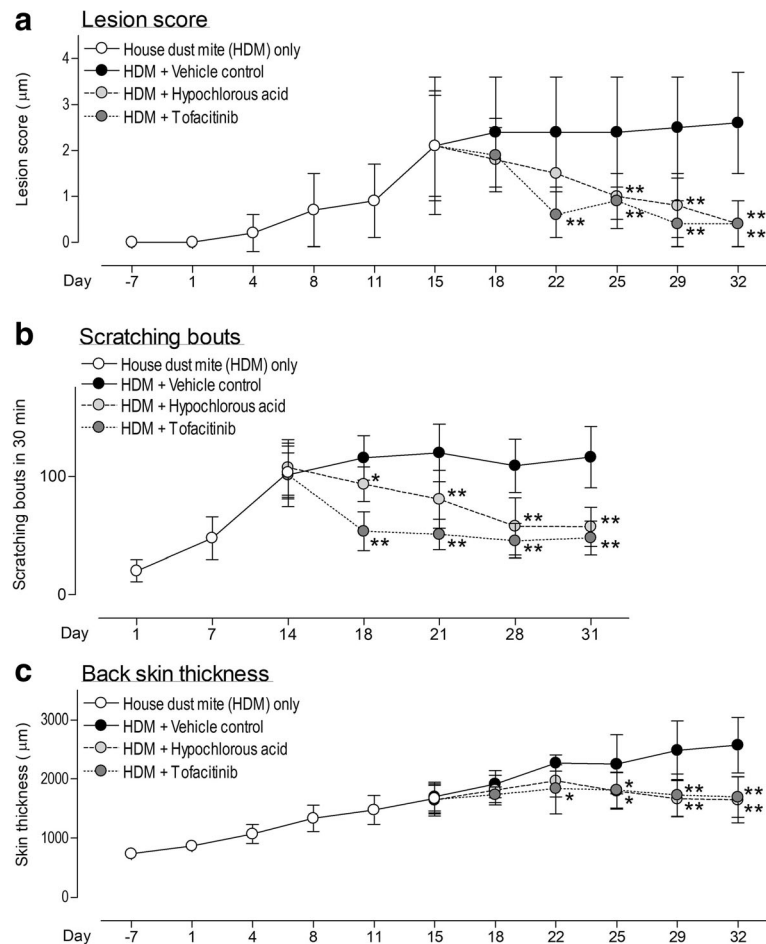 a Lesion score
House dust mite (HDM) only
HDM + Vehicle control
HDM + Hypochlorous acid
HDM + Tofacitinib
Lesion score ( μm)
4
3
2
1
0
**
**
**
**
**
**
**
Day -7 1 4 8 11 15 18 22 25 29 32
b Scratching bouts
House dust mite (HDM) only
HDM + Vehicle control
HDM + Hypochlorous acid
HDM + Tofacitinib
Scratching bouts in 30 min
100
0
*
**
**
**
**
**
**
**
Day 1 7 14 18 21 28 31
c Back skin thickness
House dust mite (HDM) only
HDM + Vehicle control
HDM + Hypochlorous acid
HDM + Tofacitinib
Skin thickness ( μm)
3000
2000
1000
0
*
*
*
**
**
**
**
Day -7 1 4 8 11 15 18 22 25 29 32